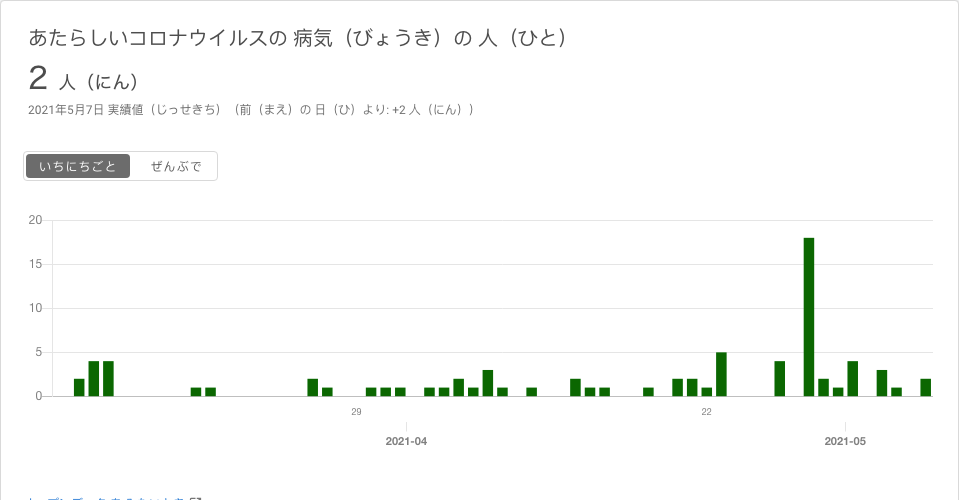 あたらしいコロナウイルスの 病気（びょうき）の 人（ひと）
2 人（にん）
2021年5月7日 実績値（じっせきち）（前（まえ）の 日（ひ）より: +2 人（にん））
いちにちごと ぜんぶで
20
15
10
5
0
29 22
2021-04 2021-05